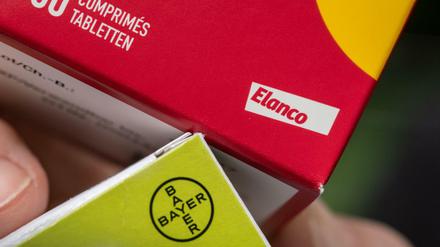 COMPRIMÉS
TABLETTEN
Elanco
BAYER
BAYER